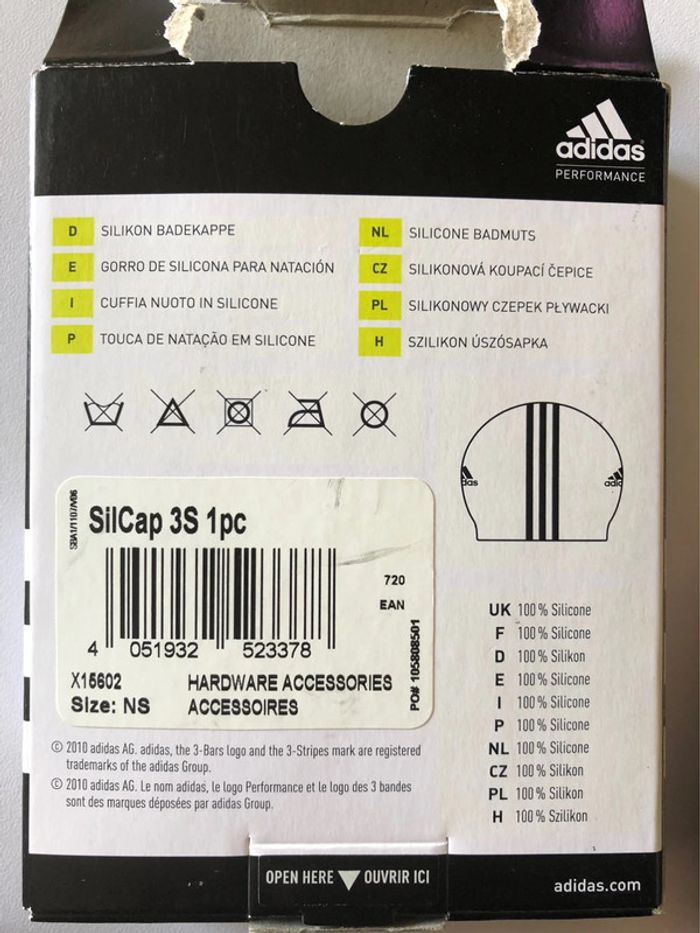 adidas
PERFORMANCE
D SILIKON BADEKAPPE
E GORRO DE SILICONA PARA NATACIÓN
I CUFFIA NUOTO IN SILICONE
P TOUCA DE NATAÇÃO EM SILICONE
NL SILICONE BADMUTS
CZ SILIKONOVÁ KOUPACÍ ČEPICE
PL SILIKONOWY CZEPEK PŁYWACKI
H SZILIKON ÚSZÓSAPKA
das
adid
SBA1/1107/V06
SilCap 3S 1pc
720
EAN
4 051932 523378
PO# 105808501
X15602 HARDWARE ACCESSORIES
Size: NS ACCESSOIRES
UK 100 % Silicone
F 100 % Silicone
D 100 % Silikon
E 100 % Silicone
I 100 % Silicone
P 100 % Silicone
NL 100 % Silicone
CZ 100 % Silikon
PL 100 % Silikon
H 100 % Szilikon
© 2010 adidas AG. adidas, the 3-Bars logo and the 3-Stripes mark are registered
trademarks of the adidas Group.
© 2010 adidas AG. Le nom adidas, le logo Performance et le logo des 3 bandes
sont des marques déposées par adidas Group.
OPEN HERE OUVRIR ICI
adidas.com